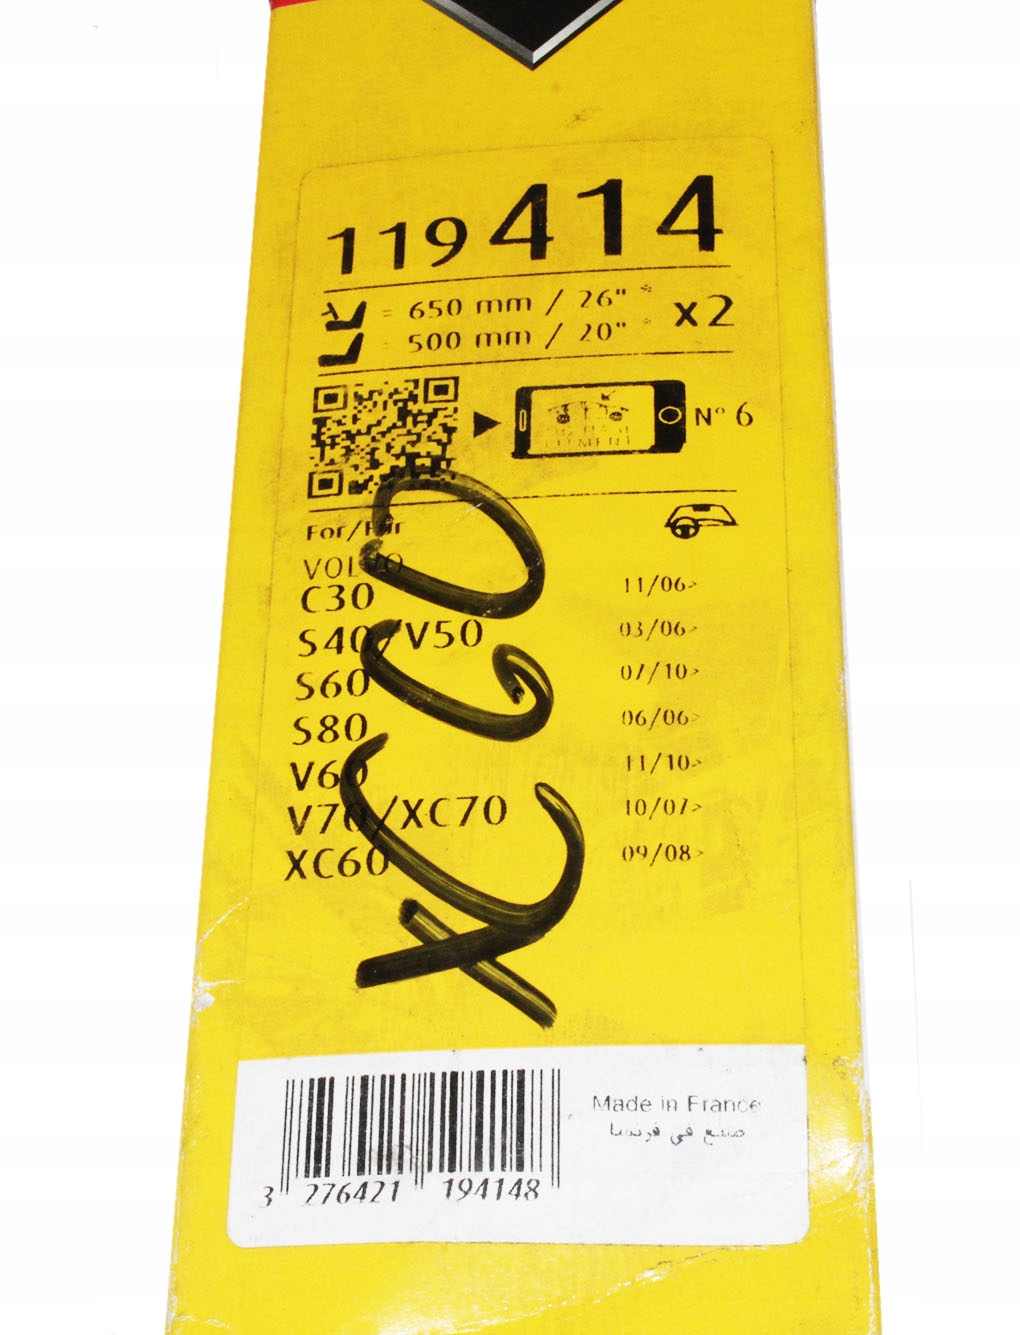 119 414
= 650 mm / 26" *
= 500 mm / 20" *
x2
N° 6
For/Für
VOLVO
C30 11/06>
S40/V50 03/06>
S60 07/10>
S80 06/06>
V60 11/10>
V70/XC70 10/07>
XC60 09/08>
XC60
Made in France
صنع في فرنسا
3 276421 194148